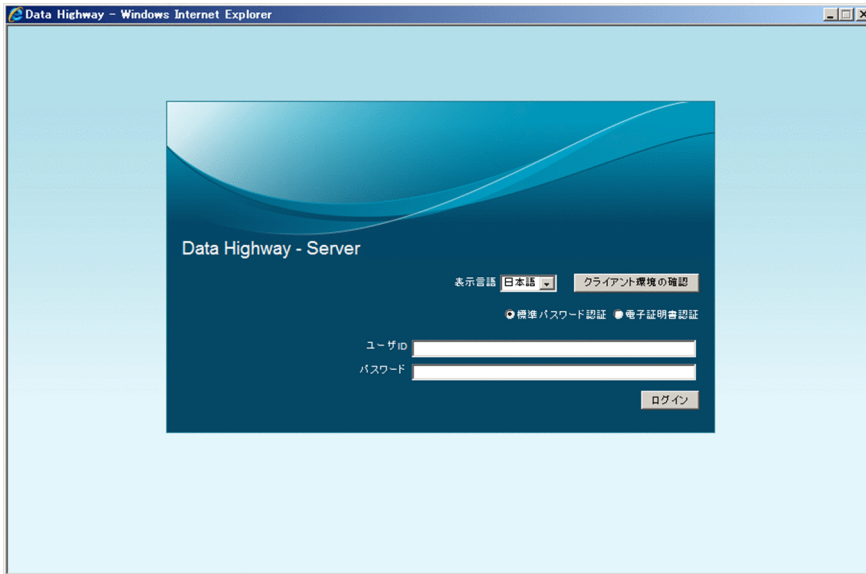 Data Highway - Windows Internet Explorer
Data Highway - Server
表示言語 日本語 クライアント環境の確認
標準パスワード認証 電子証明書認証
ユーザID
パスワード
ログイン